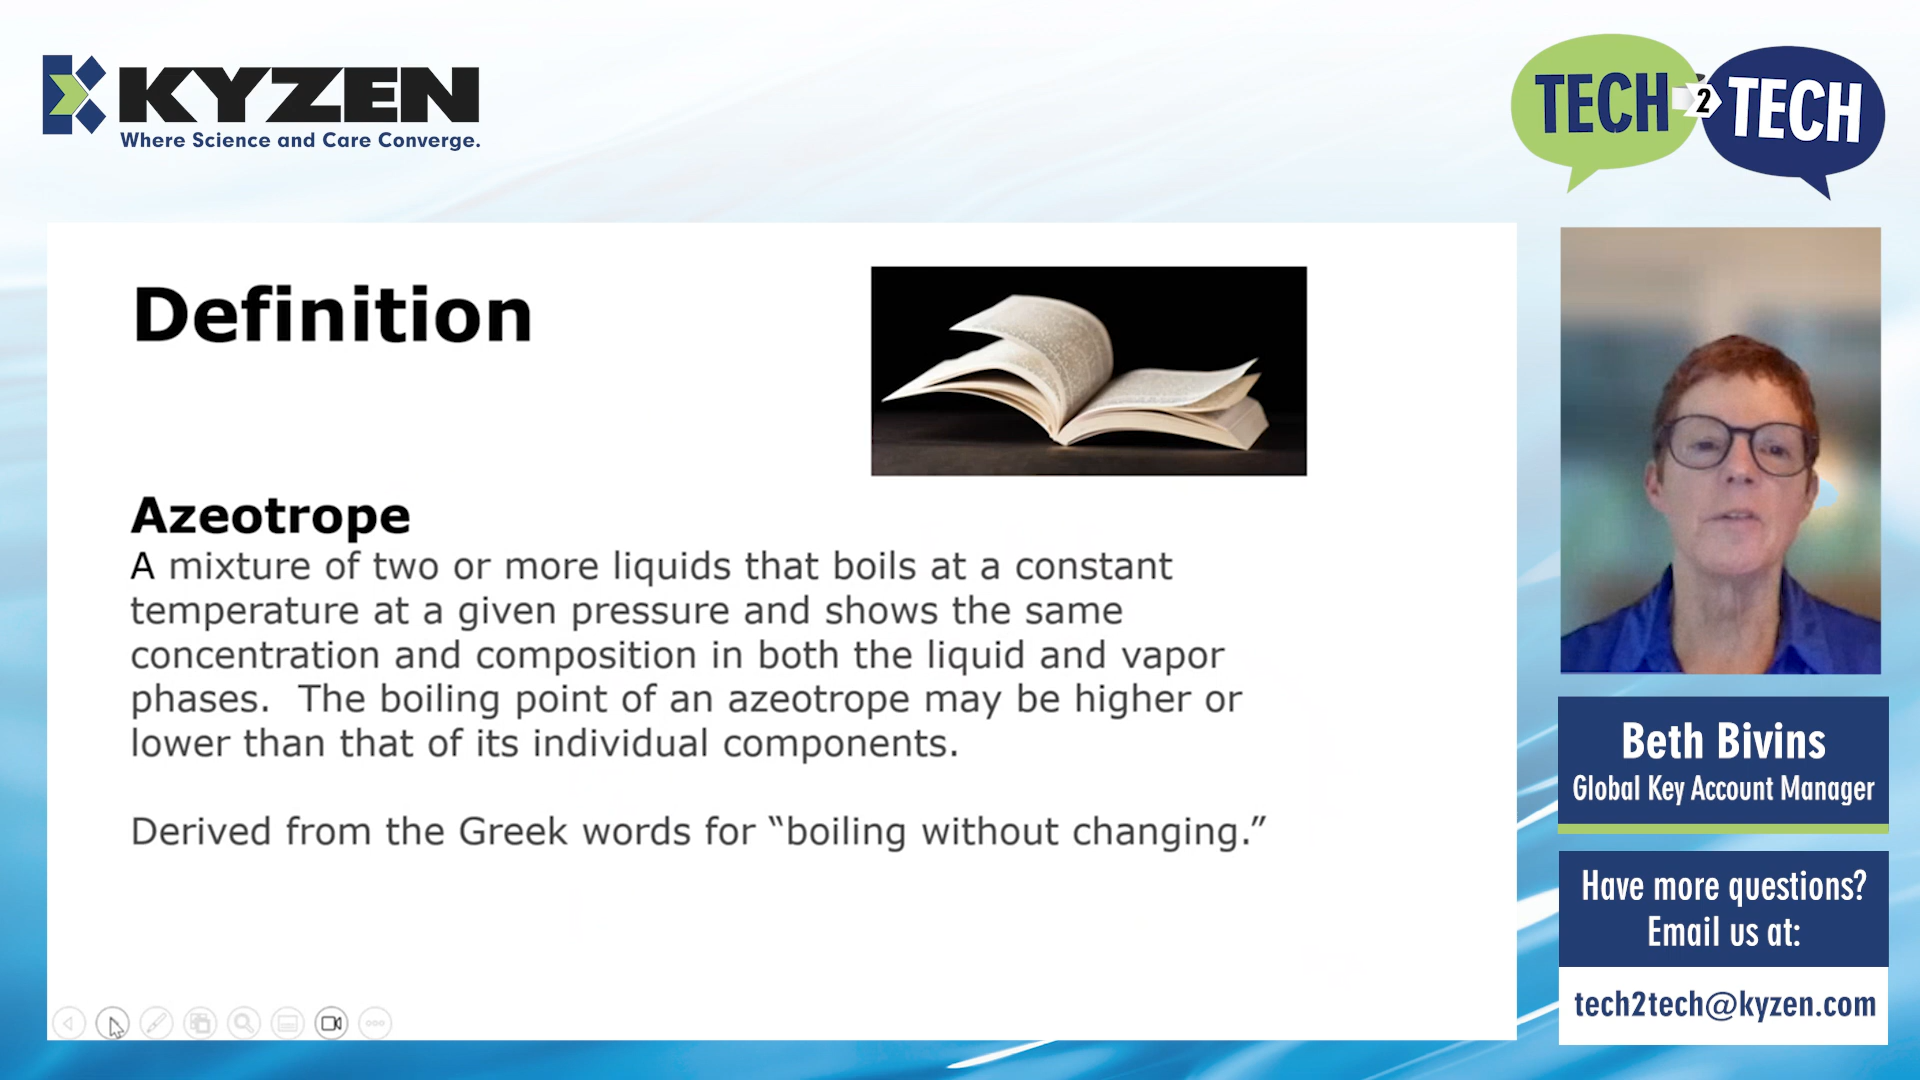 KYZEN
Where Science and Care Converge.
TECH 2 TECH
Definition
Azeotrope
A mixture of two or more liquids that boils at a constant
temperature at a given pressure and shows the same
concentration and composition in both the liquid and vapor
phases.  The boiling point of an azeotrope may be higher or
lower than that of its individual components.
Derived from the Greek words for “boiling without changing.”
Beth Bivins
Global Key Account Manager
Have more questions?
Email us at:
tech2tech@kyzen.com